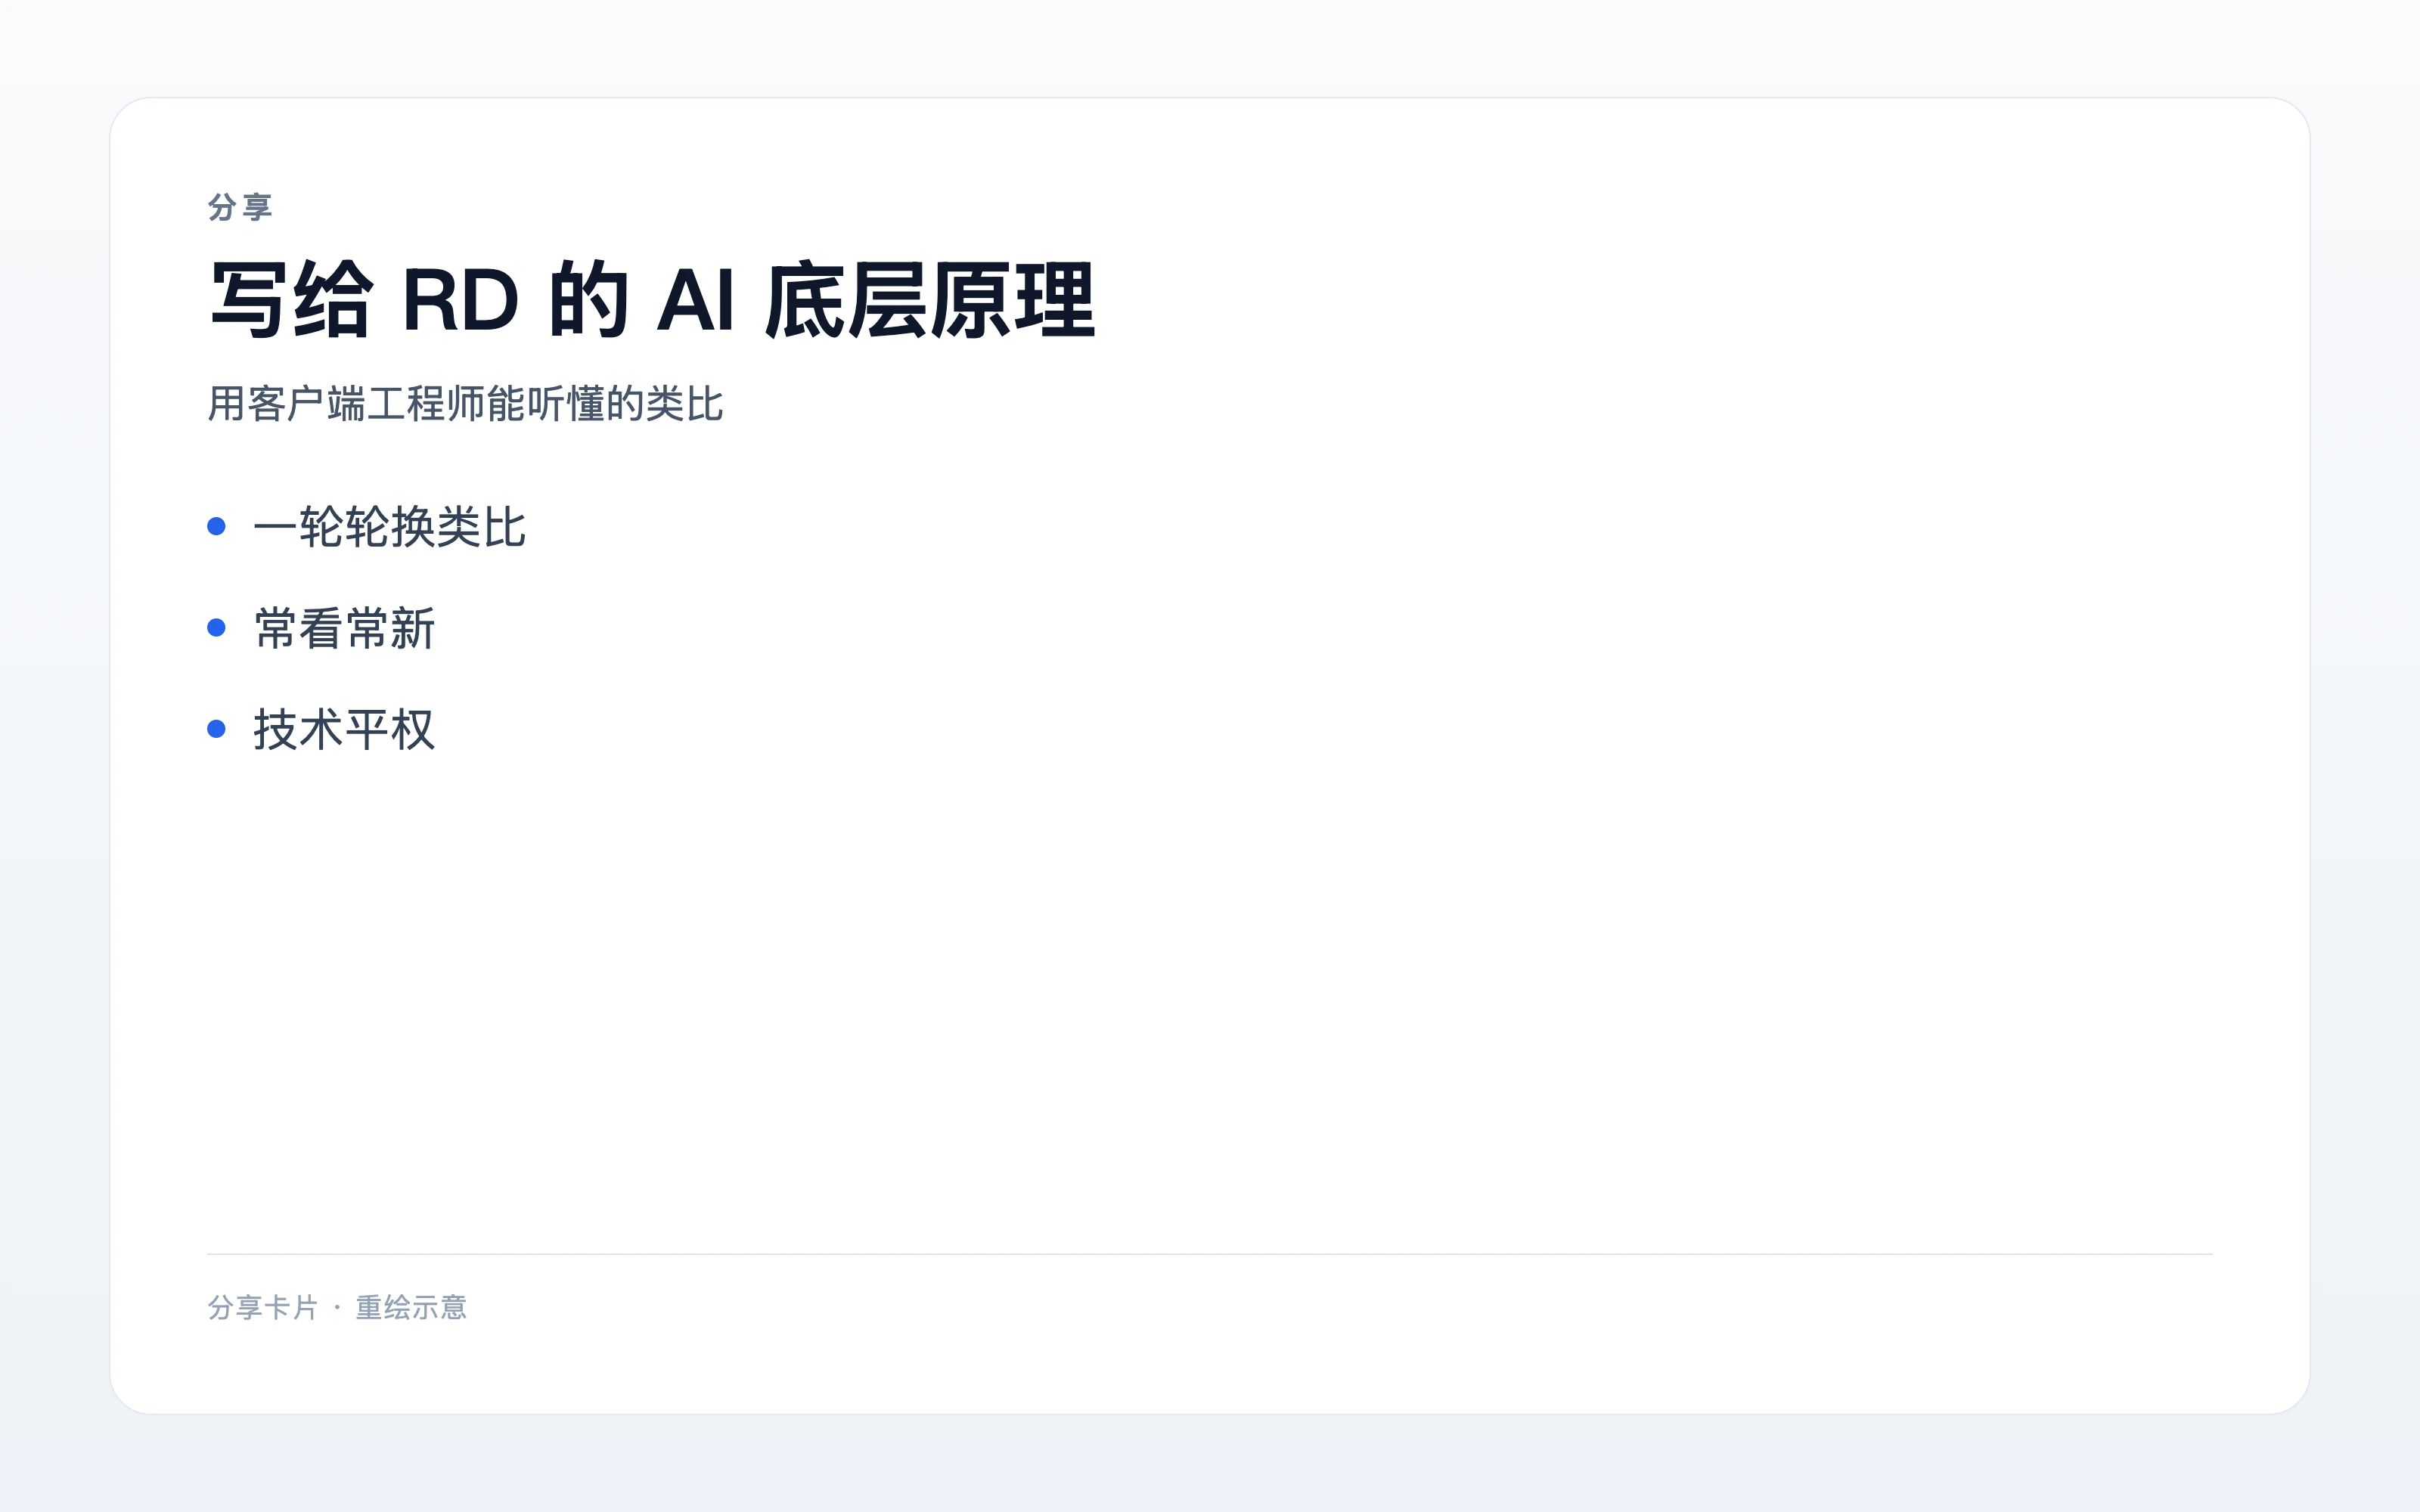 分享
写给 RD 的 AI 底层原理
用客户端工程师能听懂的类比
一轮轮换类比
常看常新
技术平权
分享卡片 · 重绘示意